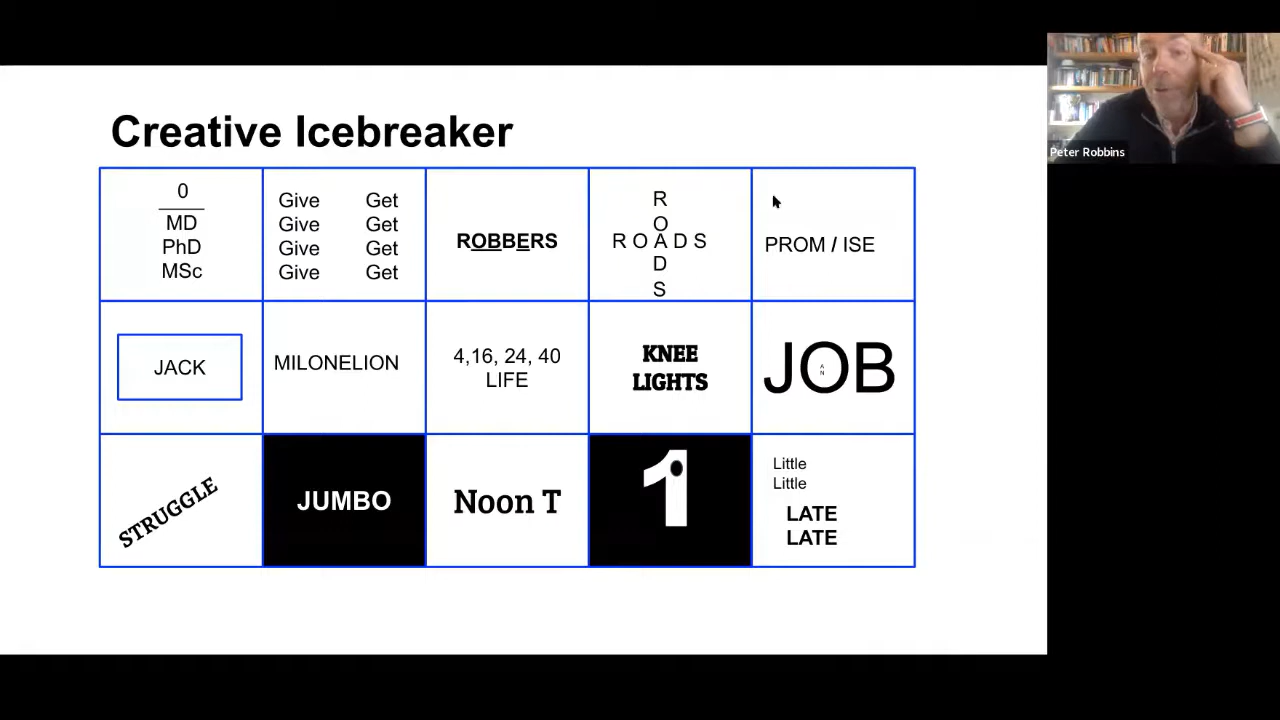 Creative Icebreaker
0
MD
PhD
MSc
Give Get
Give Get
Give Get
Give Get
ROBBERS
R
O
ROADS
D
S
PROM / ISE
JACK
MILONELION
4,16, 24, 40
LIFE
KNEE
LIGHTS
JOB
A
N
STRUGGLE
JUMBO
Noon T
1
Little
Little
LATE
LATE
Peter Robbins